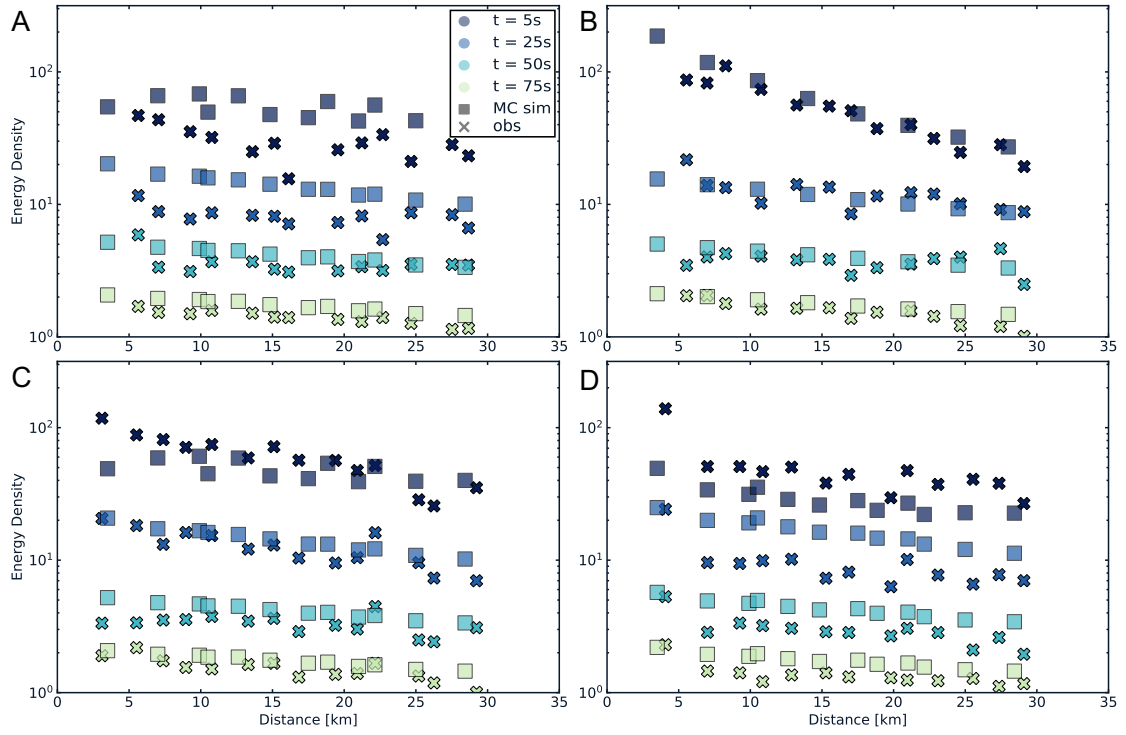 A
t = 5s
t = 25s
t = 50s
t = 75s
MC sim
obs
Energy Density
10²
10¹
10⁰
0 5 10 15 20 25 30 35
B
10²
10¹
10⁰
0 5 10 15 20 25 30 35
C
Energy Density
10²
10¹
10⁰
0 5 10 15 20 25 30 35
Distance [km]
D
10²
10¹
10⁰
0 5 10 15 20 25 30 35
Distance [km]